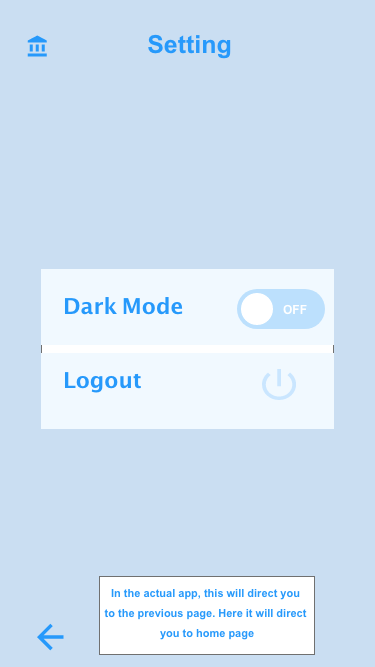 Setting
Dark Mode
OFF
Logout
In the actual app, this will direct you
to the previous page. Here it will direct
you to home page